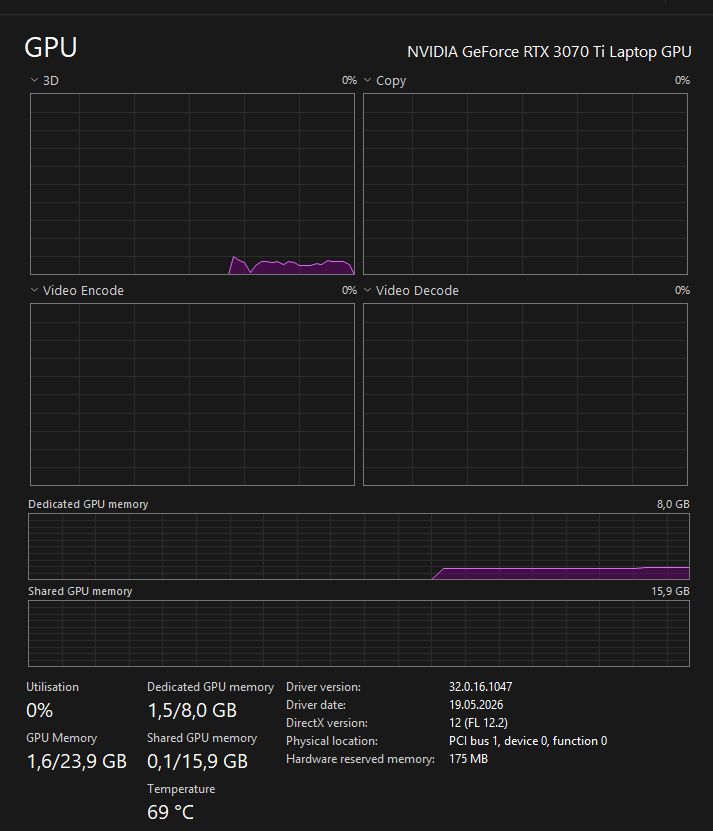 GPU
NVIDIA GeForce RTX 3070 Ti Laptop GPU
3D 0%
Copy 0%
Video Encode 0%
Video Decode 0%
Dedicated GPU memory 8,0 GB
Shared GPU memory 15,9 GB
Utilisation
0%
Dedicated GPU memory
1,5/8,0 GB
GPU Memory
1,6/23,9 GB
Shared GPU memory
0,1/15,9 GB
Temperature
69 °C
Driver version: 32.0.16.1047
Driver date: 19.05.2026
DirectX version: 12 (FL 12.2)
Physical location: PCI bus 1, device 0, function 0
Hardware reserved memory: 175 MB